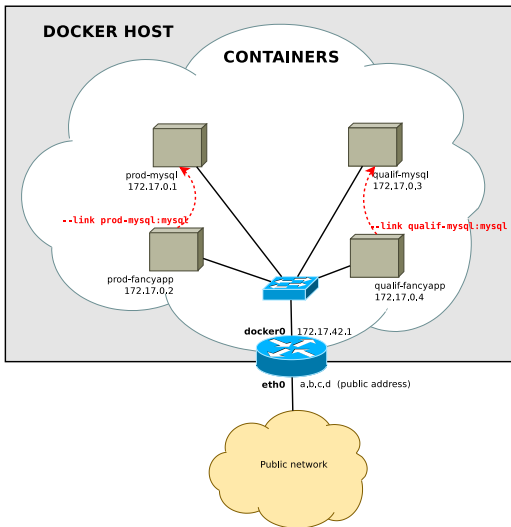 DOCKER HOST
CONTAINERS
prod-mysql
172.17.0.1
qualif-mysql
172.17.0.3
--link prod-mysql:mysql
--link qualif-mysql:mysql
prod-fancyapp
172.17.0.2
qualif-fancyapp
172.17.0.4
docker0 172.17.42.1
eth0 a,b,c,d (public address)
Public network